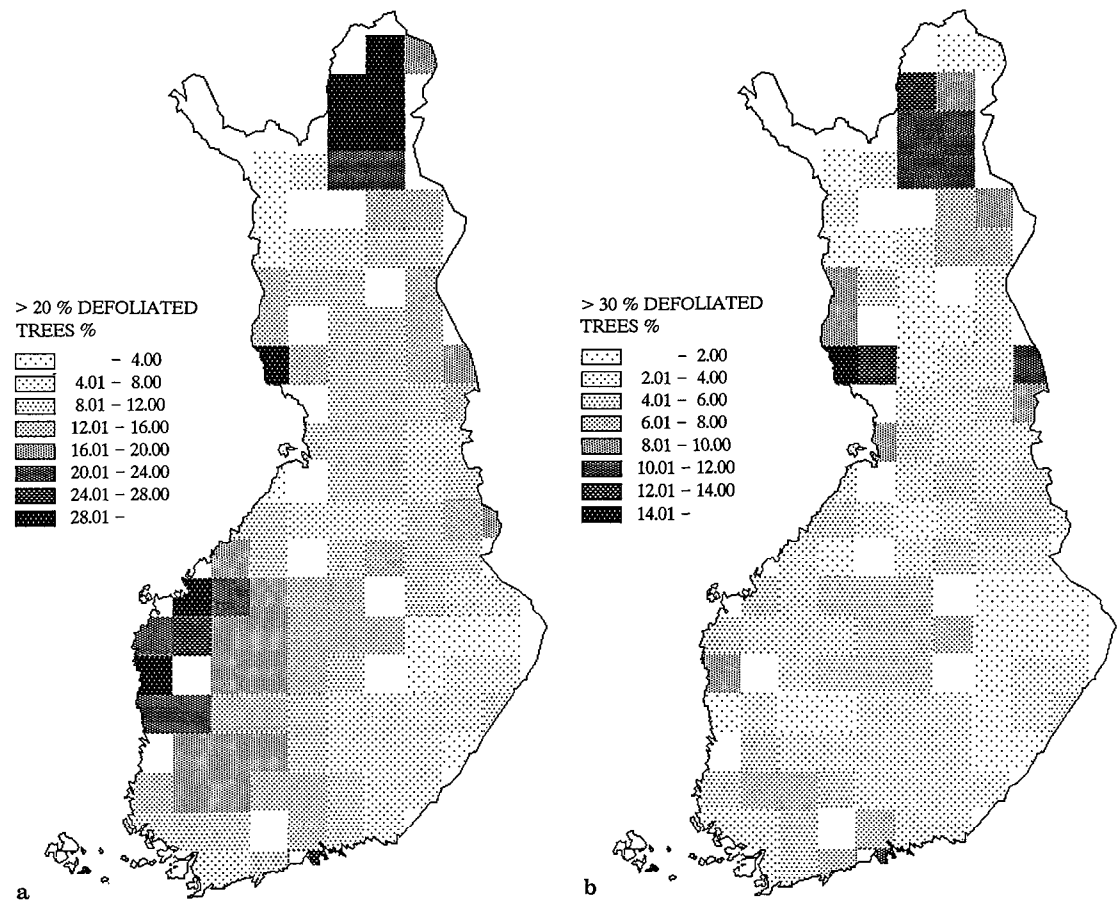 > 20 % DEFOLIATED
TREES %
– 4.00
4.01 – 8.00
8.01 – 12.00
12.01 – 16.00
16.01 – 20.00
20.01 – 24.00
24.01 – 28.00
28.01 –
a
> 30 % DEFOLIATED
TREES %
– 2.00
2.01 – 4.00
4.01 – 6.00
6.01 – 8.00
8.01 – 10.00
10.01 – 12.00
12.01 – 14.00
14.01 –
b